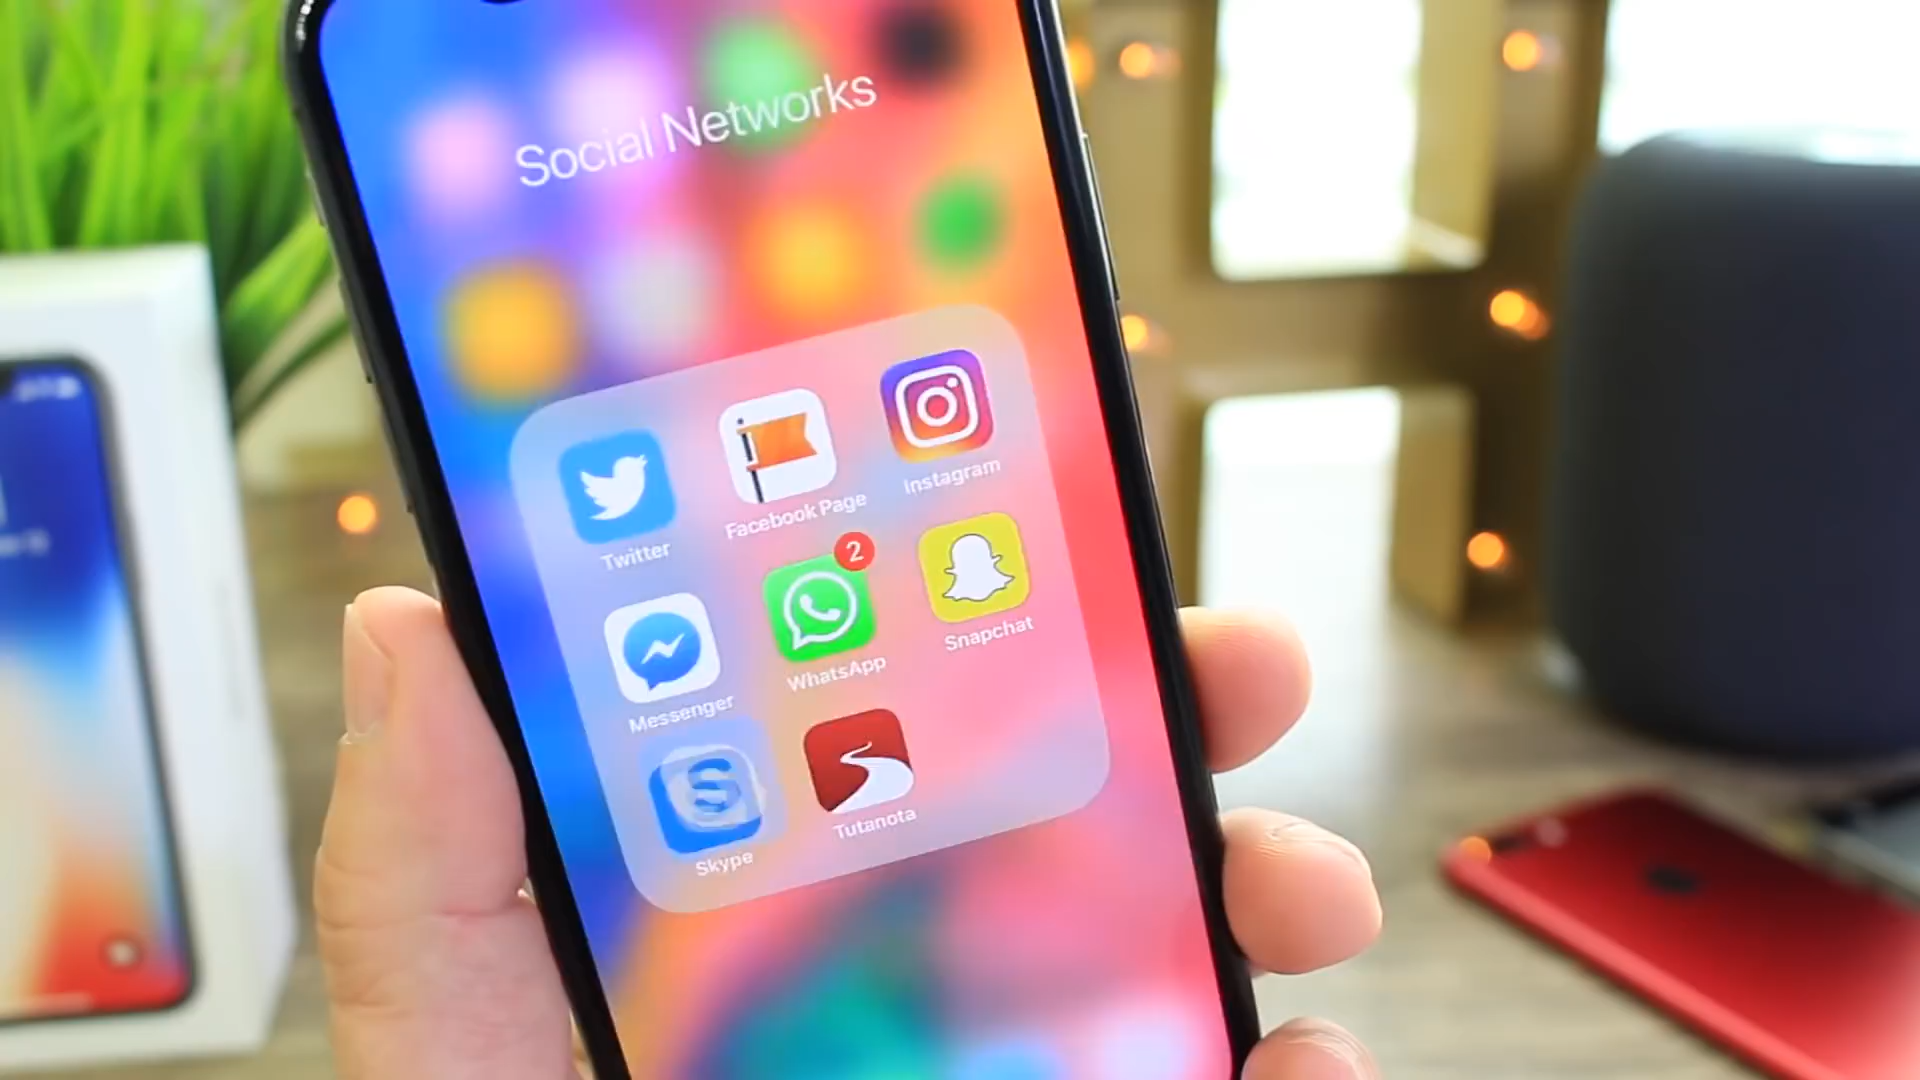 Social Networks
Twitter
Facebook Page
Instagram
Messenger
2
WhatsApp
Snapchat
S
Skype
Tutanota